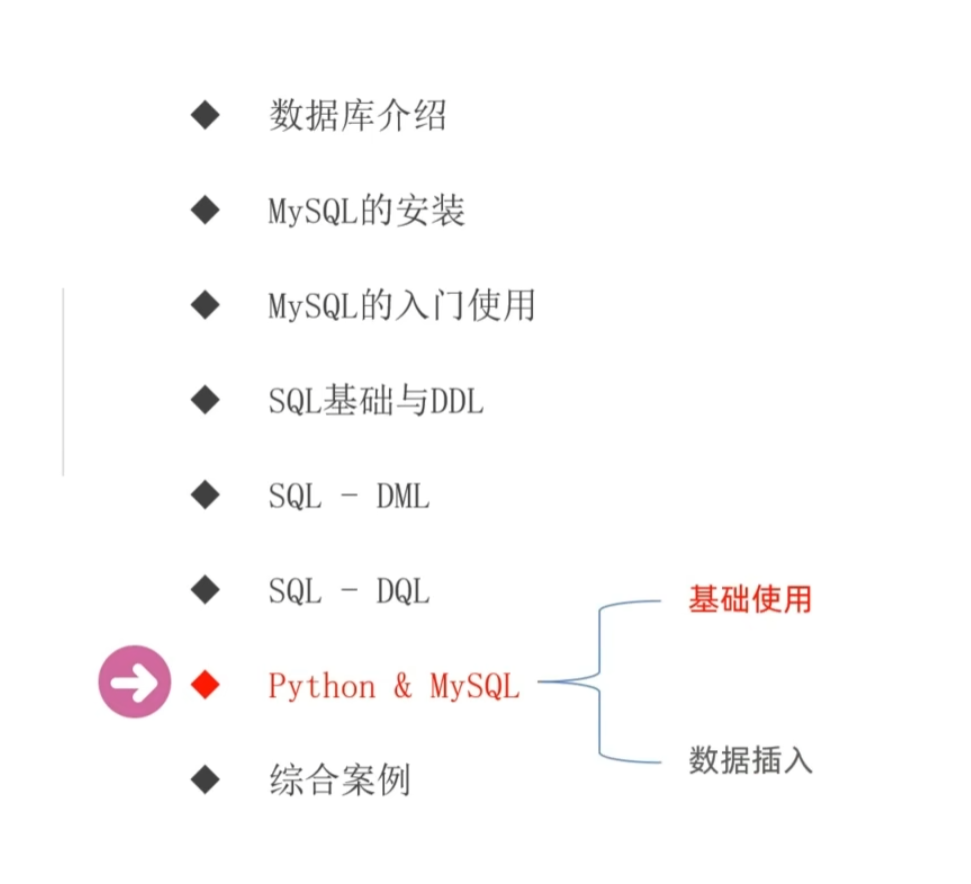 数据库介绍
MySQL的安装
MySQL的入门使用
SQL基础与DDL
SQL - DML
SQL - DQL
基础使用
Python & MySQL
数据插入
综合案例